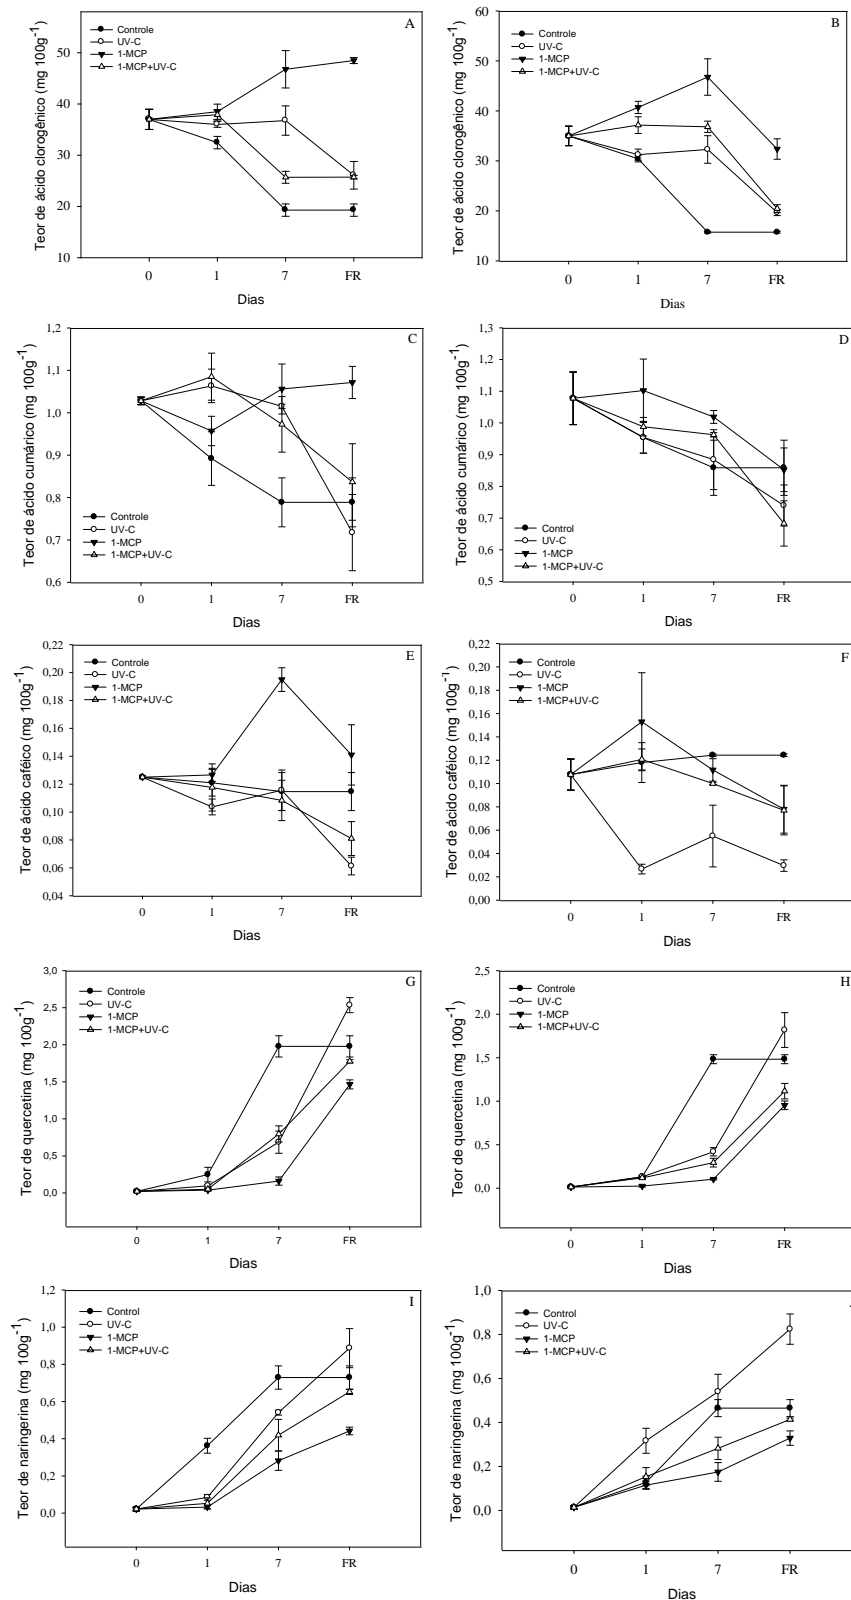 A
Controle
UV-C
1-MCP
1-MCP+UV-C
Teor de ácido clorogênico (mg 100g-1)
50
40
30
20
10
0 1 7 FR
Dias
B
Controle
UV-C
1-MCP
1-MCP+UV-C
Teor de ácido clorogênico (mg 100g-1)
60
50
40
30
20
10
0 1 7 FR
Dias
C
Teor de ácido cumárico (mg 100g-1)
1,2
1,1
1,0
0,9
0,8
0,7
0,6
Controle
UV-C
1-MCP
1-MCP+UV-C
0 1 7 FR
Dias
D
Teor de ácido cumárico (mg 100g-1)
1,3
1,2
1,1
1,0
0,9
0,8
0,7
0,6
0,5
Control
UV-C
1-MCP
1-MCP+UV-C
0 1 7 FR
Dias
E
Controle
UV-C
1-MCP
1-MCP+UV-C
Teor de ácido caféico (mg 100g-1)
0,22
0,20
0,18
0,16
0,14
0,12
0,10
0,08
0,06
0,04
0 1 7 FR
Dias
F
Controle
UV-C
1-MCP
1-MCP+UV-C
Teor de ácido caféico (mg 100g-1)
0,22
0,20
0,18
0,16
0,14
0,12
0,10
0,08
0,06
0,04
0,02
0,00
0 1 7 FR
Dias
G
Controle
UV-C
1-MCP
1-MCP+UV-C
Teor de quercetina (mg 100g-1)
3,0
2,5
2,0
1,5
1,0
0,5
0,0
0 1 7 FR
Dias
H
Controle
UV-C
1-MCP
1-MCP+UV-C
Teor de quercetina (mg 100g-1)
2,5
2,0
1,5
1,0
0,5
0,0
0 1 7 FR
Dias
I
Control
UV-C
1-MCP
1-MCP+UV-C
Teor de naringerina (mg 100g-1)
1,2
1,0
0,8
0,6
0,4
0,2
0,0
0 1 7 FR
Dias
Control
UV-C
1-MCP
1-MCP+UV-C
Teor de naringerina (mg 100g-1)
1,0
0,8
0,6
0,4
0,2
0,0
0 1 7 FR
Dias